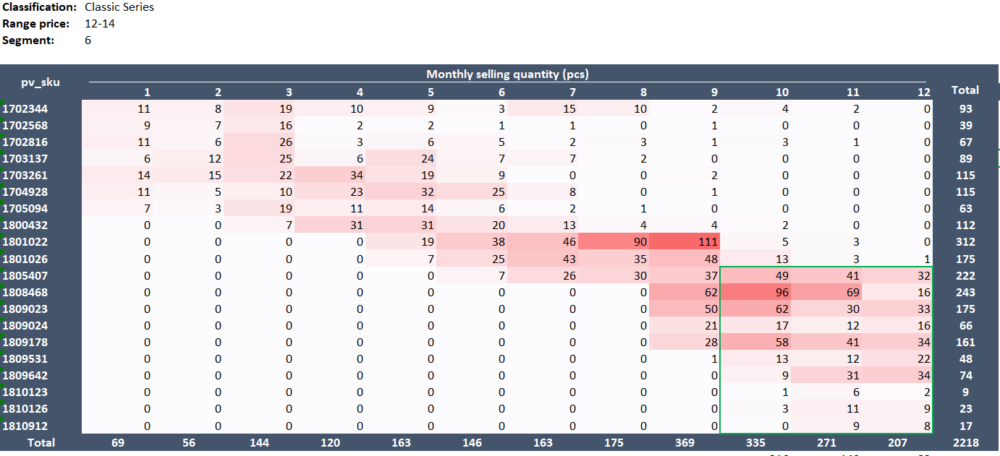 Classification: Classic Series
Range price: 12-14
Segment: 6
pv_sku Monthly selling quantity (pcs) Total
1 2 3 4 5 6 7 8 9 10 11 12
1702344 11 8 19 10 9 3 15 10 2 4 2 0 93
1702568 9 7 16 2 2 1 1 0 1 0 0 0 39
1702816 11 6 26 3 6 5 2 3 1 3 1 0 67
1703137 6 12 25 6 24 7 7 2 0 0 0 0 89
1703261 14 15 22 34 19 9 0 0 2 0 0 0 115
1704928 11 5 10 23 32 25 8 0 1 0 0 0 115
1705094 7 3 19 11 14 6 2 1 0 0 0 0 63
1800432 0 0 7 31 31 20 13 4 4 2 0 0 112
1801022 0 0 0 0 19 38 46 90 111 5 3 0 312
1801026 0 0 0 0 7 25 43 35 48 13 3 1 175
1805407 0 0 0 0 0 7 26 30 37 49 41 32 222
1808468 0 0 0 0 0 0 0 0 62 96 69 16 243
1809023 0 0 0 0 0 0 0 0 50 62 30 33 175
1809024 0 0 0 0 0 0 0 0 21 17 12 16 66
1809178 0 0 0 0 0 0 0 0 28 58 41 34 161
1809531 0 0 0 0 0 0 0 0 1 13 12 22 48
1809642 0 0 0 0 0 0 0 0 0 9 31 34 74
1810123 0 0 0 0 0 0 0 0 0 1 6 2 9
1810126 0 0 0 0 0 0 0 0 0 3 11 9 23
1810912 0 0 0 0 0 0 0 0 0 0 9 8 17
Total 69 56 144 120 163 146 163 175 369 335 271 207 2218